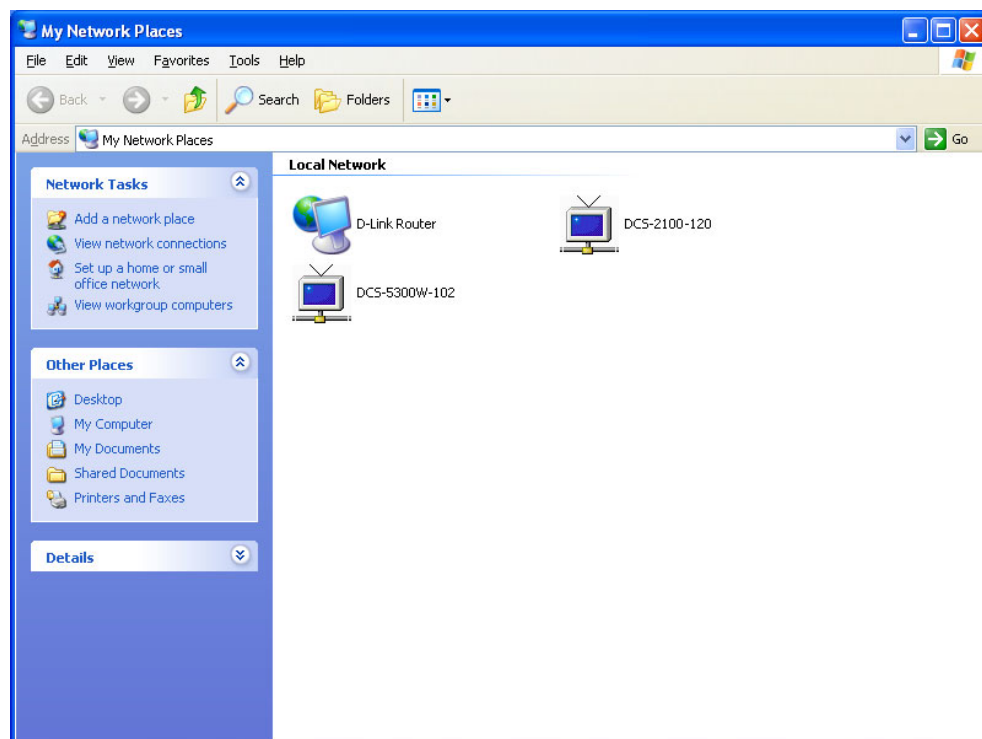 My Network Places
File Edit View Favorites Tools Help
Back Search Folders
Address My Network Places Go
Network Tasks
Add a network place
View network connections
Set up a home or small
office network
View workgroup computers
Other Places
Desktop
My Computer
My Documents
Shared Documents
Printers and Faxes
Details
Local Network
D-Link Router
DCS-2100-120
DCS-5300W-102